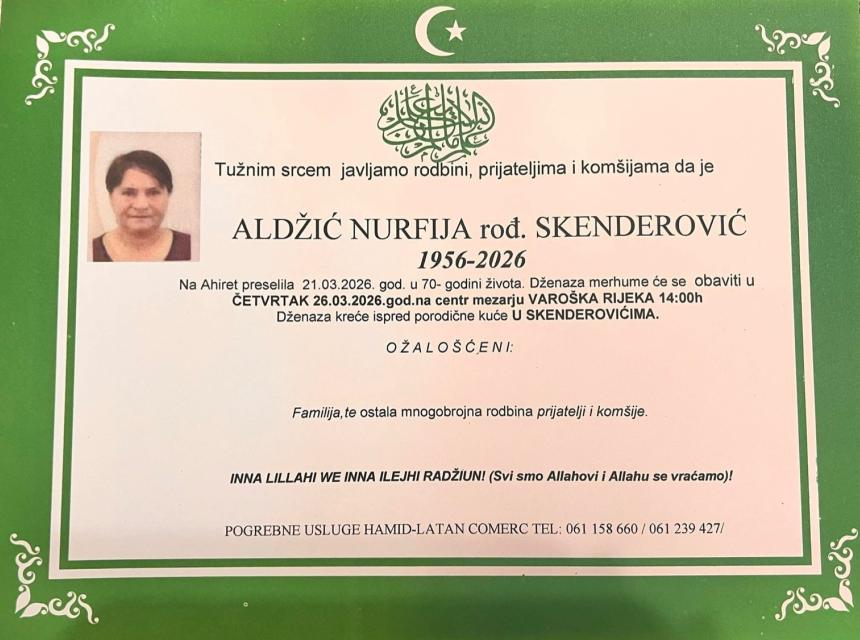 Tužnim srcem javljamo rodbini, prijateljima i komšijama da je
ALDŽIĆ NURFIJA rođ. SKENDEROVIĆ
1956-2026
Na Ahiret preselila 21.03.2026. god. u 70- godini života. Dženaza merhume će se obaviti u
ČETVRTAK 26.03.2026.god.na centr mezarju VAROŠKA RIJEKA 14:00h
Dženaza kreće ispred porodične kuće U SKENDEROVIĆIMA.
OŽALOŠĆENI:
Familija,te ostala mnogobrojna rodbina prijatelji i komšije.
INNA LILLAHI WE INNA ILEJHI RADŽIUN! (Svi smo Allahovi i Allahu se vraćamo)!
POGREBNE USLUGE HAMID-LATAN COMERC TEL: 061 158 660 / 061 239 427/